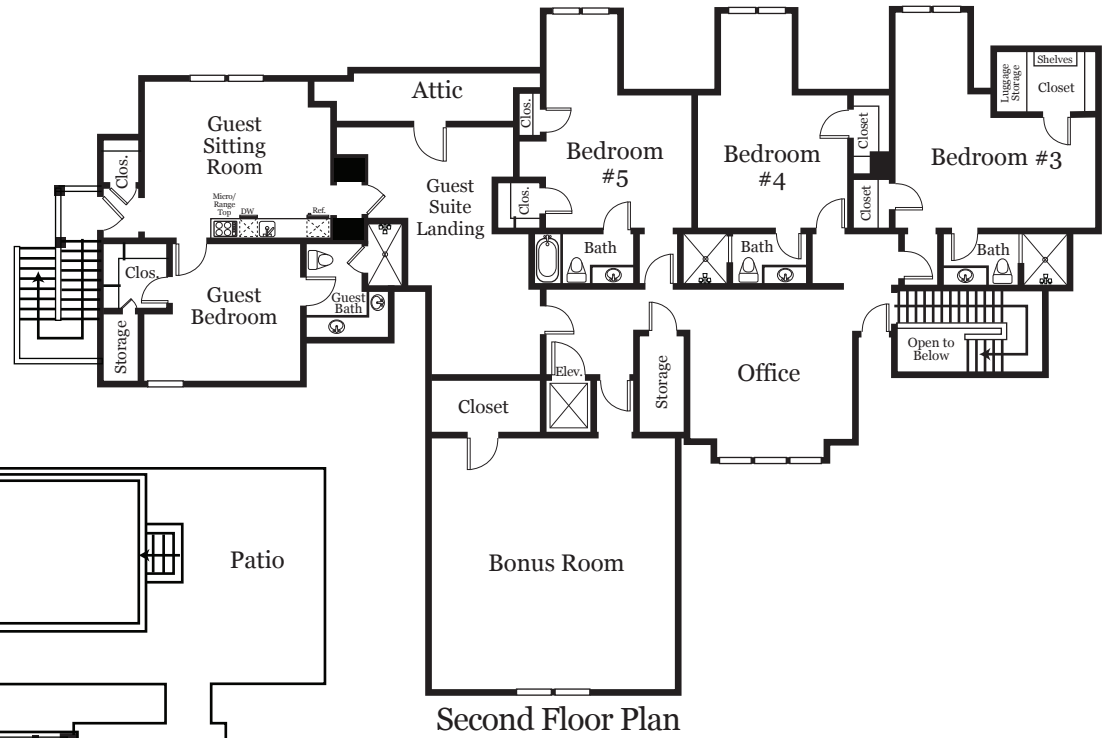 Attic
Guest
Sitting
Room
Clos.
Micro/
Range
Top
DW
Ref.
Guest
Suite
Landing
Clos.
Clos.
Bedroom
#5
Bedroom
#4
Closet
Closet
Bedroom #3
Luggage
Storage
Shelves
Closet
Bath
Bath
Bath
Clos.
Guest
Bedroom
Guest
Bath
Storage
Elev.
Closet
Storage
Office
Open to
Below
Bonus Room
Patio
Second Floor Plan